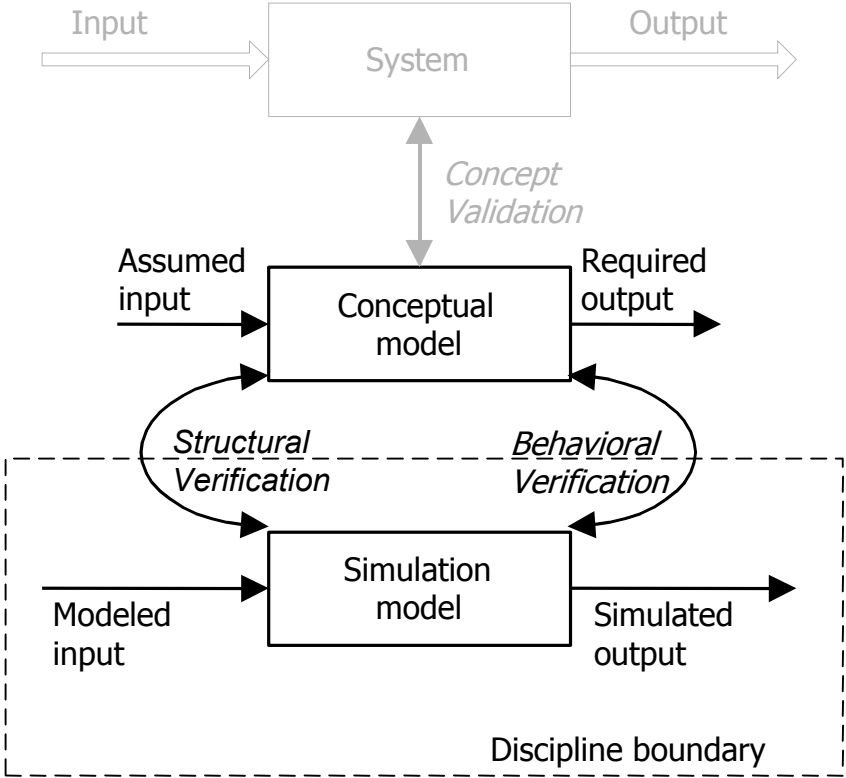 Input
Output
System
Concept
Validation
Assumed
input
Required
output
Conceptual
model
Structural
Verification
Behavioral
Verification
Simulation
model
Modeled
input
Simulated
output
Discipline boundary